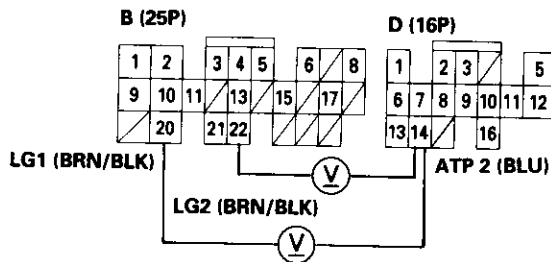 B (25P) D (16P)
1 2 3 4 5 6 8 1 2 3 5
9 10 11 13 15 17 6 7 8 9 10 11 12
20 21 22 13 14 16
LG1 (BRN/BLK) V ATP 2 (BLU)
LG2 (BRN/BLK)
V